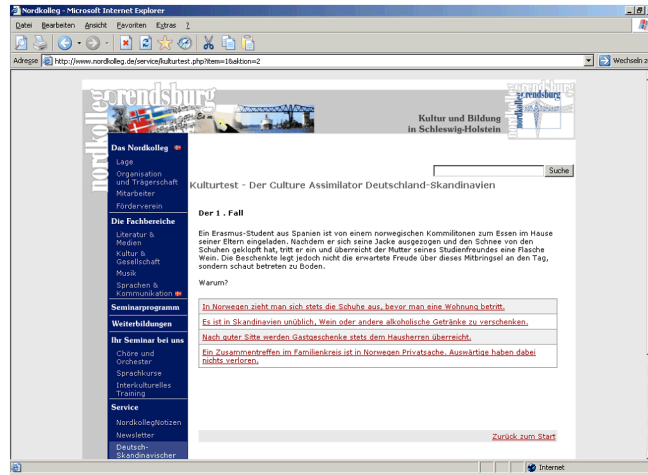 Nordkolleg - Microsoft Internet Explorer
Datei Bearbeiten Ansicht Favoriten Extras ?
Adresse http://www.nordkolleg.de/service/kulturtest.php?item=1&aktion=2 Wechseln z
nordkolleg rendsburg
nordkolleg rendsburg
Kultur und Bildung
in Schleswig-Holstein
Das Nordkolleg
Lage
Organisation
und Trägerschaft
Mitarbeiter
Förderverein
Die Fachbereiche
Literatur &
Medien
Kultur &
Gesellschaft
Musik
Sprachen &
Kommunikation
Seminarprogramm
Weiterbildungen
Ihr Seminar bei uns
Chöre und
Orchester
Sprachkurse
Interkulturelles
Training
Service
NordkollegNotizen
Newsletter
Deutsch-
Skandinavischer
Suche
Kulturtest - Der Culture Assimilator Deutschland-Skandinavien
Der 1 . Fall
Ein Erasmus-Student aus Spanien ist von einem norwegischen Kommilitonen zum Essen im Hause
seiner Eltern eingeladen. Nachdem er sich seine Jacke ausgezogen und den Schnee von den
Schuhen geklopft hat, tritt er ein und überreicht der Mutter seines Studienfreundes eine Flasche
Wein. Die Beschenkte legt jedoch nicht die erwartete Freude über dieses Mitbringsel an den Tag,
sondern schaut betreten zu Boden.
Warum?
In Norwegen zieht man sich stets die Schuhe aus, bevor man eine Wohnung betritt.
Es ist in Skandinavien unüblich, Wein oder andere alkoholische Getränke zu verschenken.
Nach guter Sitte werden Gastgeschenke stets dem Hausherren überreicht.
Ein Zusammentreffen im Familienkreis ist in Norwegen Privatsache. Auswärtige haben dabei
nichts verloren.
Zurück zum Start
Internet